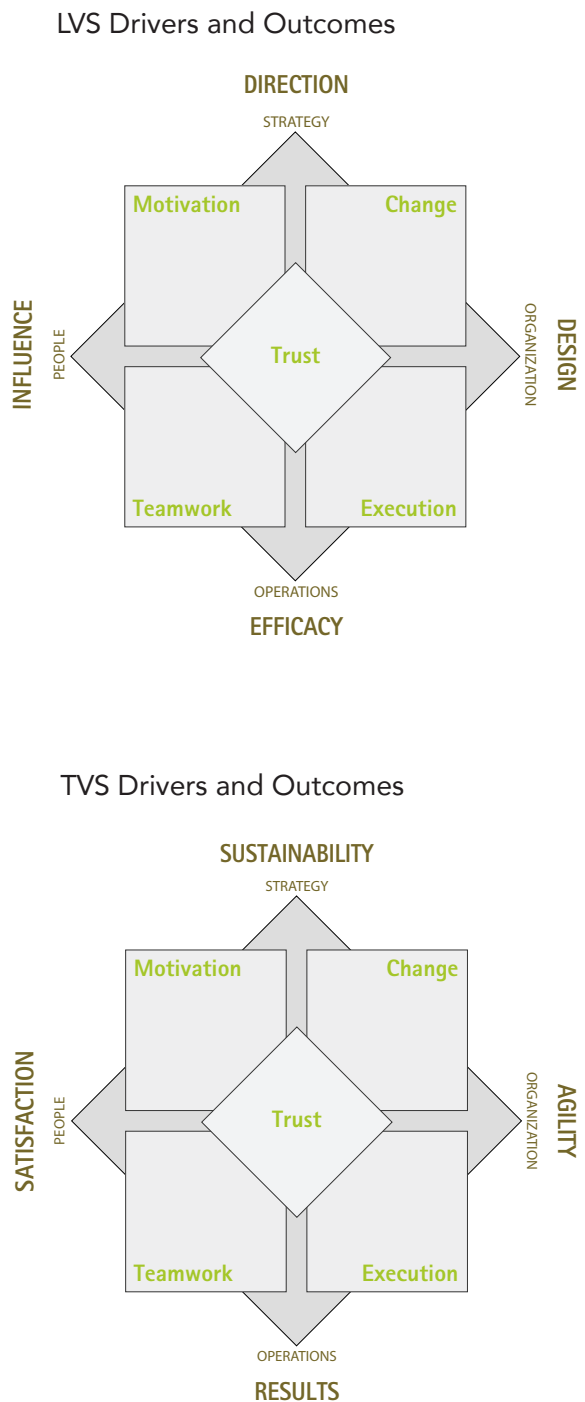 LVS Drivers and Outcomes
DIRECTION
STRATEGY
Motivation
Change
INFLUENCE
PEOPLE
Trust
ORGANIZATION
DESIGN
Teamwork
Execution
OPERATIONS
EFFICACY
TVS Drivers and Outcomes
SUSTAINABILITY
STRATEGY
Motivation
Change
SATISFACTION
PEOPLE
Trust
ORGANIZATION
AGILITY
Teamwork
Execution
OPERATIONS
RESULTS